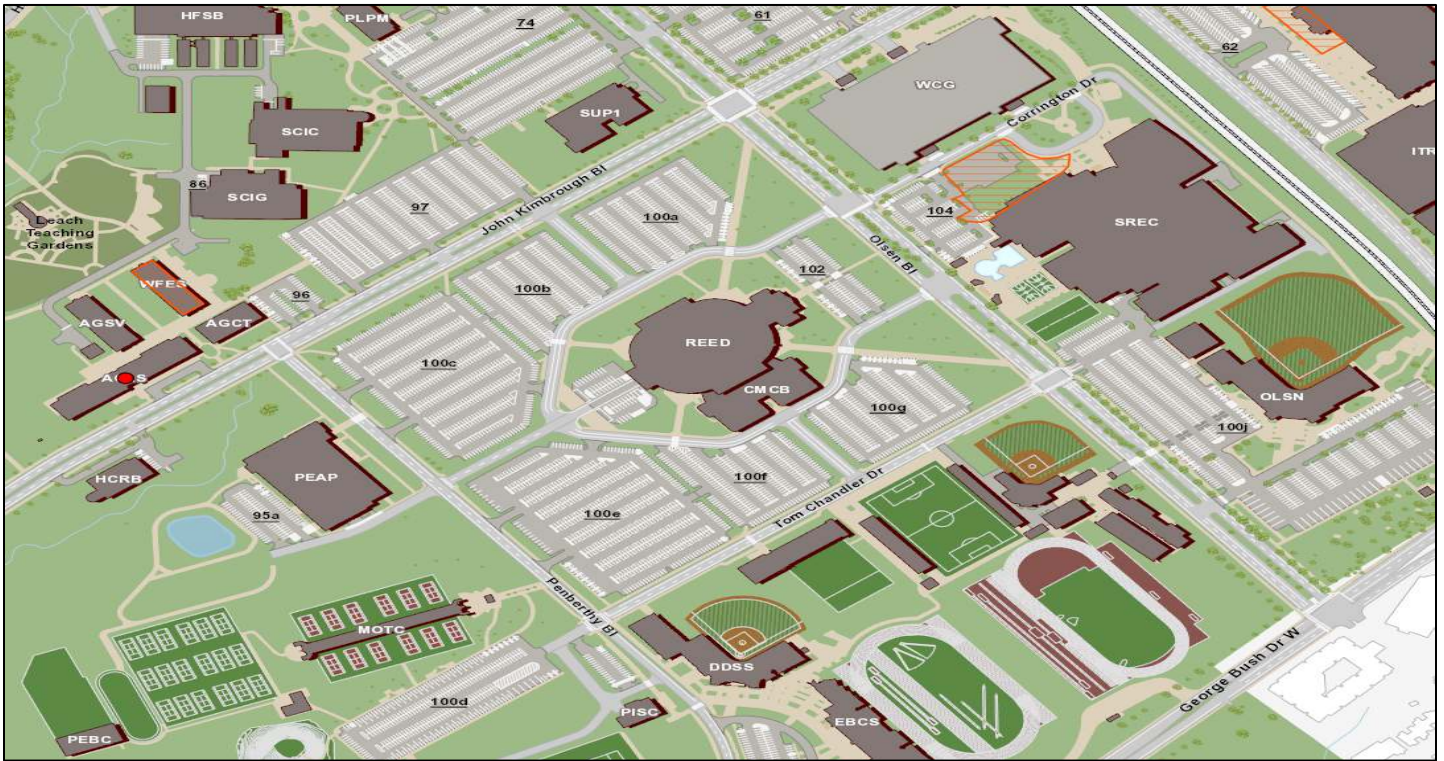 HFSB
PLPM
74
61
62
WCG
Corrington Dr
SUP1
SCIC
ITR
86
SCIG
97
John Kimbrough Bl
100a
104
SREC
Leach
Teaching
Gardens
Olsen Bl
102
100b
WFES
96
AGSV
AGCT
REED
100c
CMCB
OLSN
100g
100j
HCRB
PEAP
100f
95a
100e
Tom Chandler Dr
Penberthy Bl
MOTC
DDSS
George Bush Dr W
100d
PISC
EBCS
PEBC